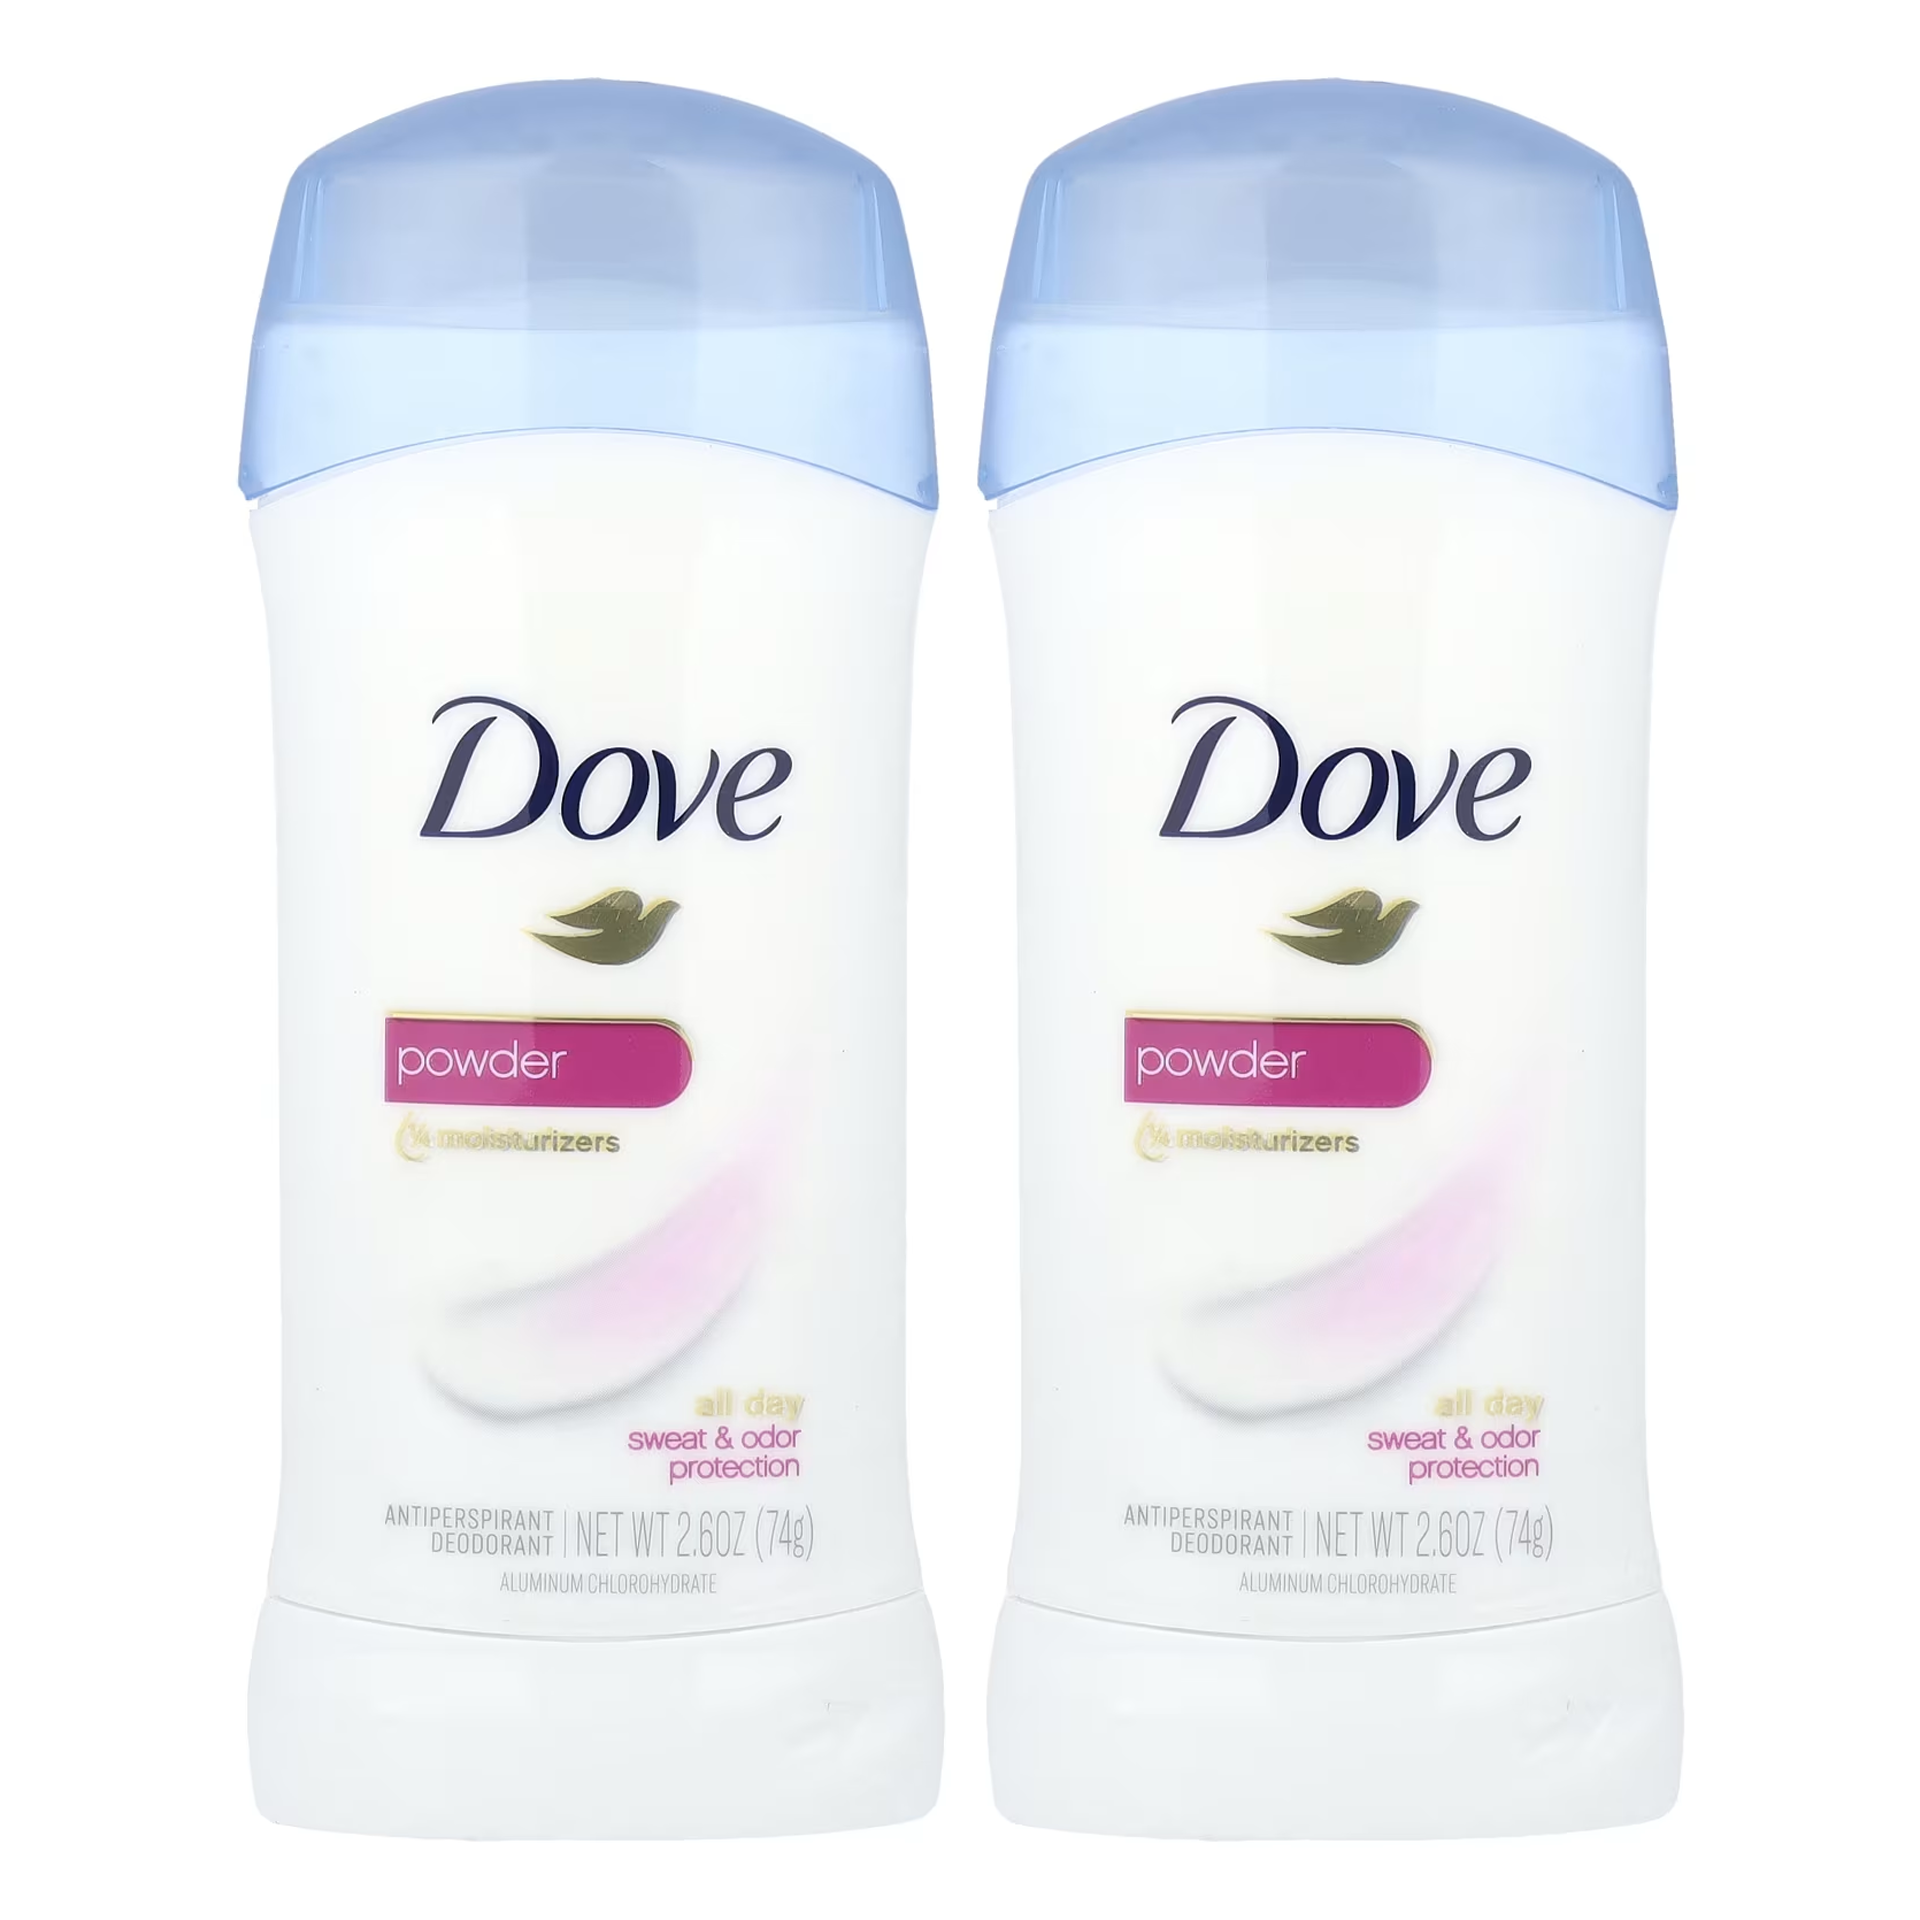 Dove
powder
¼ moisturizers
all day
sweat & odor
protection
ANTIPERSPIRANT
DEODORANT
NET WT 2.6OZ (74g)
ALUMINUM CHLOROHYDRATE
Dove
powder
¼ moisturizers
all day
sweat & odor
protection
ANTIPERSPIRANT
DEODORANT
NET WT 2.6OZ (74g)
ALUMINUM CHLOROHYDRATE